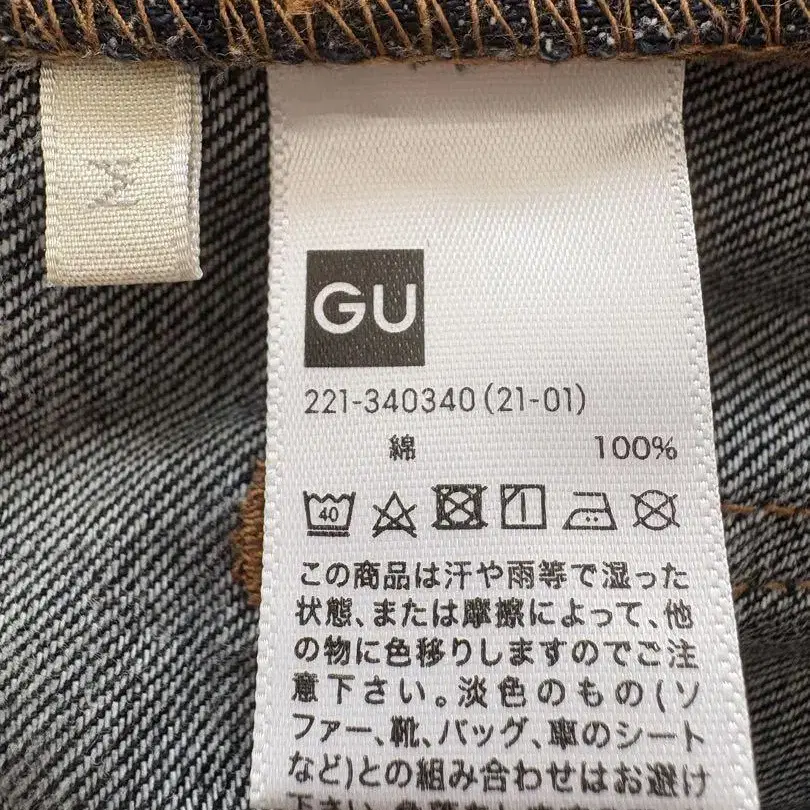 M
GU
221-340340(21-01)
綿 100%
40
この商品は汗や雨等で湿った
状態、または摩擦によって、他
の物に色移りしますのでご注
意下さい。淡色のもの(ソ
ファー、靴、バッグ、車のシート
など)との組み合わせはお避け
下さい。